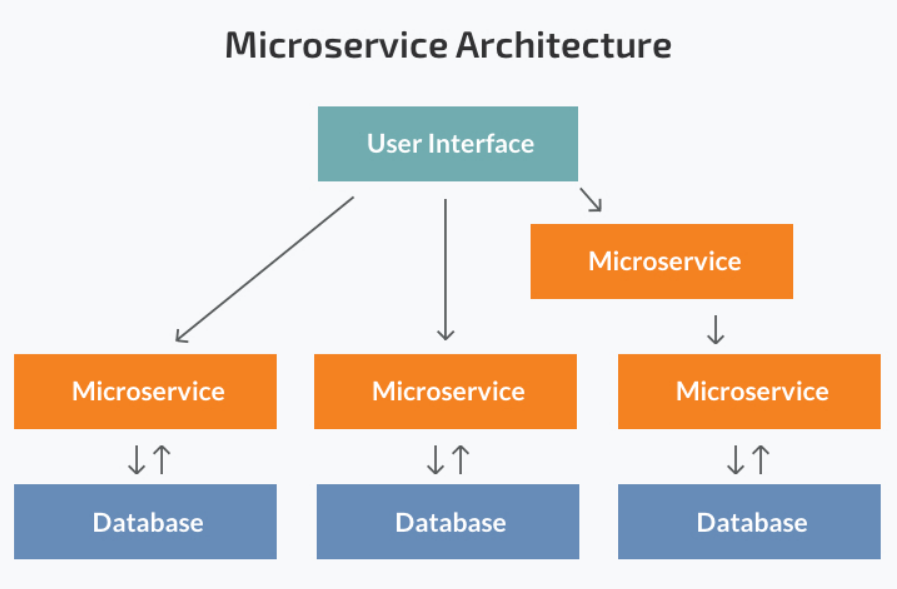 Microservice Architecture
User Interface
Microservice
Microservice
Microservice
Microservice
Database
Database
Database